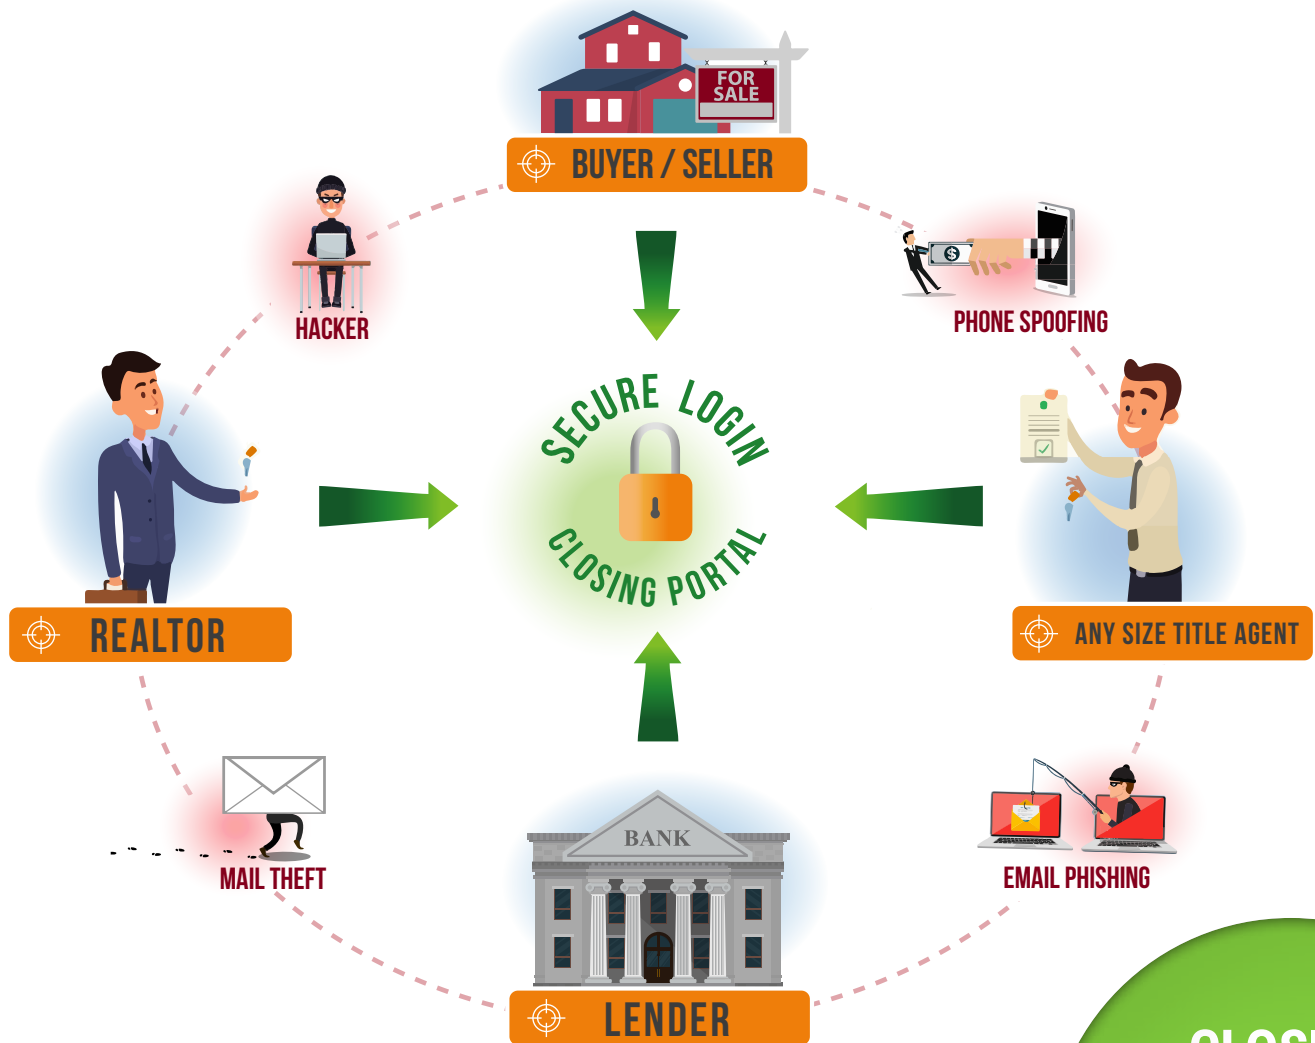 FOR
SALE
BUYER / SELLER
HACKER
PHONE SPOOFING
SECURE LOGIN
CLOSING PORTAL
REALTOR
ANY SIZE TITLE AGENT
MAIL THEFT
BANK
EMAIL PHISHING
LENDER